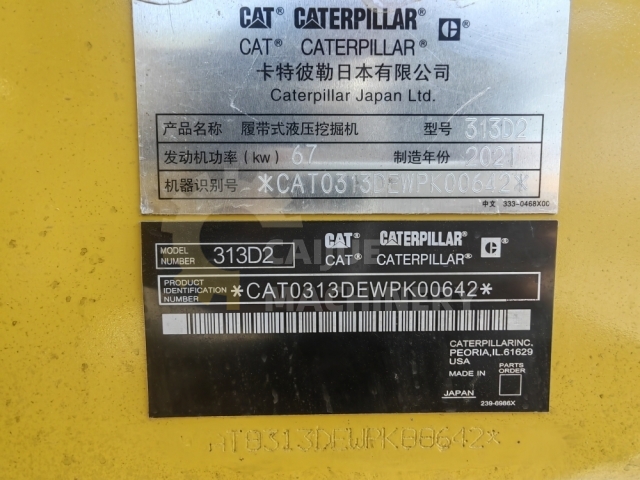 CAT CATERPILLAR C
CAT® CATERPILLAR® C
卡特彼勒日本有限公司
Caterpillar Japan Ltd.
产品名称 履带式液压挖掘机 型号 313D2
发动机功率(kw) 67 制造年份 2021
机器识别号 *CAT0313DEWPK00642*
中文 333-0468X00
MODEL NUMBER 313D2
CAT® CATERPILLAR® C
CAT® CATERPILLAR®
CAIJUE
MACHINERY
PRODUCT IDENTIFICATION NUMBER *CAT0313DEWPK00642*
CATERPILLAR INC.
PEORIA,IL.61629
USA
MADE IN PARTS ORDER
JAPAN
239-6986X
AT0313DEWPK00642*